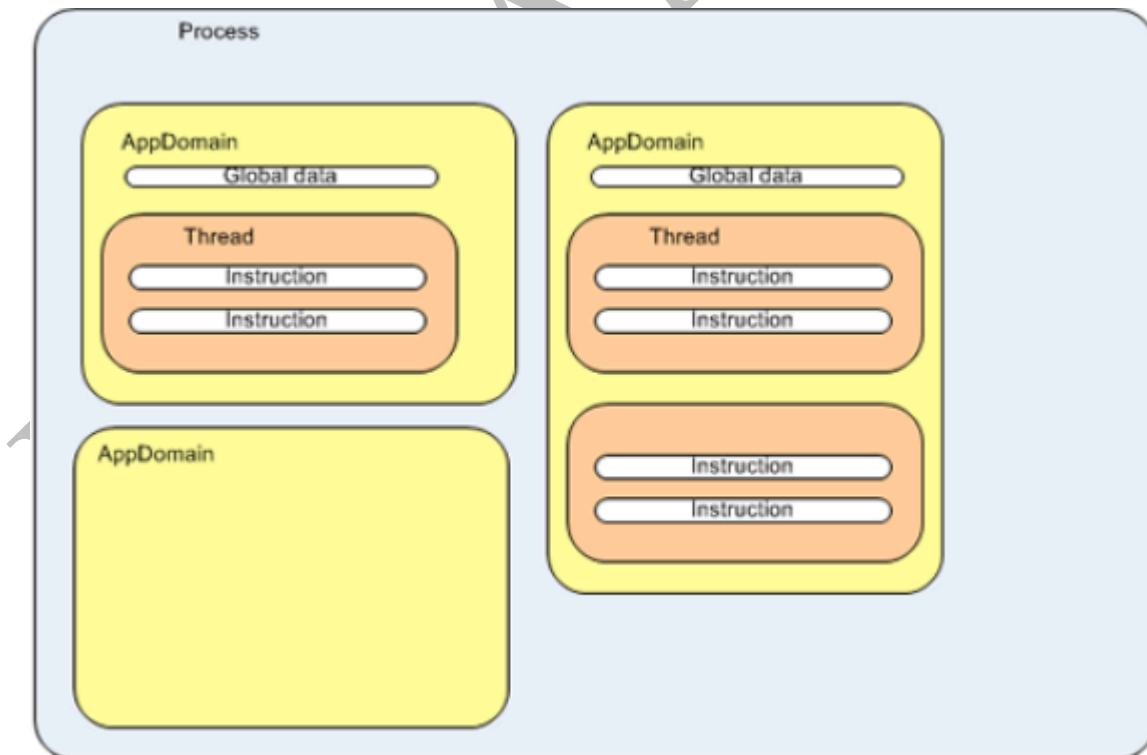 Process
AppDomain
Global data
Thread
Instruction
Instruction
AppDomain
AppDomain
Global data
Thread
Instruction
Instruction
Instruction
Instruction